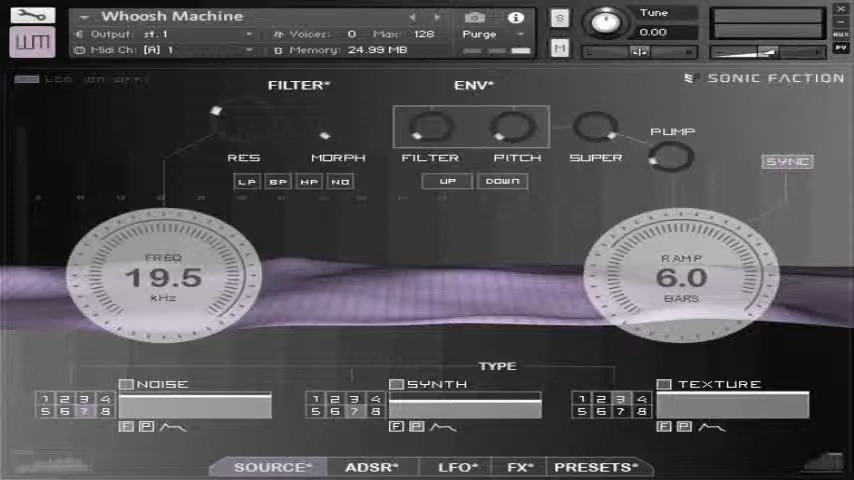 Whoosh Machine
Output: st. 1
Voices: 0 Max: 128
Purge
Midi Ch: [A] 1
Memory: 24.99 MB
S
M
Tune
0.00
AUX
PV
WM
SONIC FACTION
FILTER*
ENV*
RES
MORPH
FILTER
PITCH
SUPER
PUMP
SYNC
LP
BP
HP
NO
UP
DOWN
FREQ
19.5
kHz
RAMP
6.0
BARS
TYPE
NOISE
SYNTH
TEXTURE
1 2 3 4
5 6 7 8
1 2 3 4
5 6 7 8
1 2 3 4
5 6 7 8
F P
F P
F P
SOURCE*
ADSR*
LFO*
FX*
PRESETS*